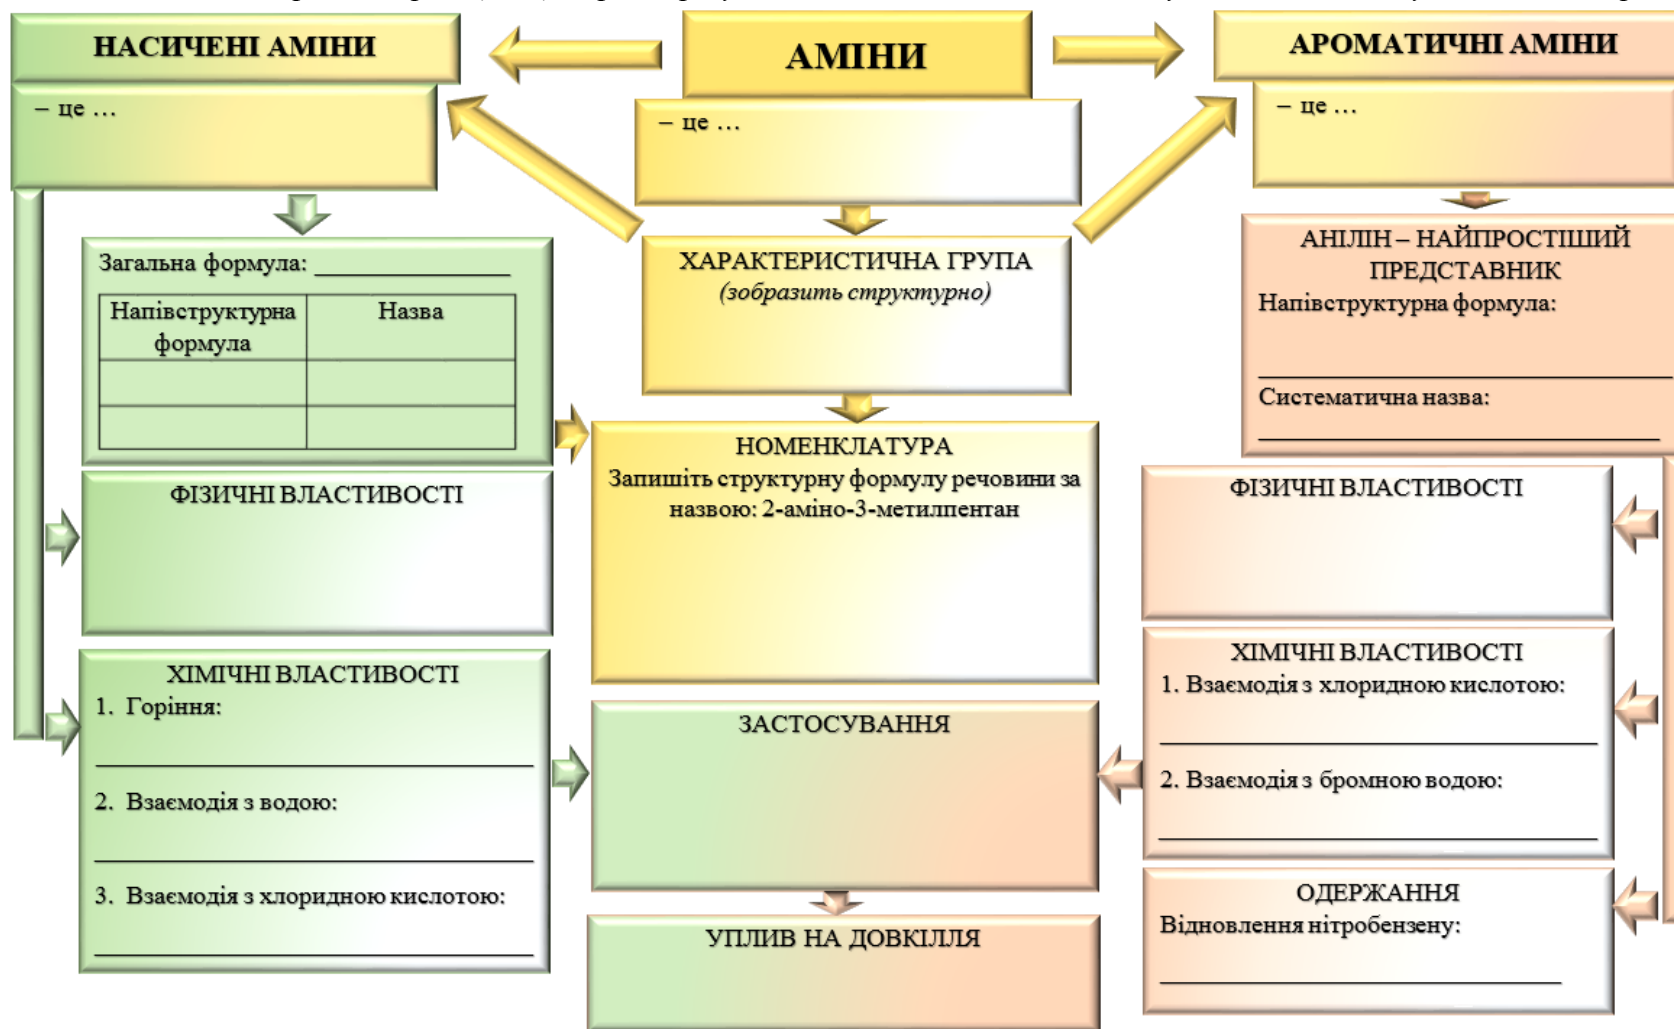 НАСИЧЕНІ АМІНИ
– це …
АМІНИ
– це …
АРОМАТИЧНІ АМІНИ
– це …
Загальна формула: _______________
Напівструктурна
формула
Назва
ХАРАКТЕРИСТИЧНА ГРУПА
(зобразить структурно)
АНІЛІН – НАЙПРОСТІШИЙ
ПРЕДСТАВНИК
Напівструктурна формула:
Систематична назва:
НОМЕНКЛАТУРА
Запишіть структурну формулу речовини за
назвою: 2-аміно-3-метилпентан
ФІЗИЧНІ ВЛАСТИВОСТІ
ФІЗИЧНІ ВЛАСТИВОСТІ
ХІМІЧНІ ВЛАСТИВОСТІ
1. Горіння:
2. Взаємодія з водою:
3. Взаємодія з хлоридною кислотою:
ЗАСТОСУВАННЯ
ХІМІЧНІ ВЛАСТИВОСТІ
1. Взаємодія з хлоридною кислотою:
2. Взаємодія з бромною водою:
УПЛИВ НА ДОВКІЛЛЯ
ОДЕРЖАННЯ
Відновлення нітробензену: